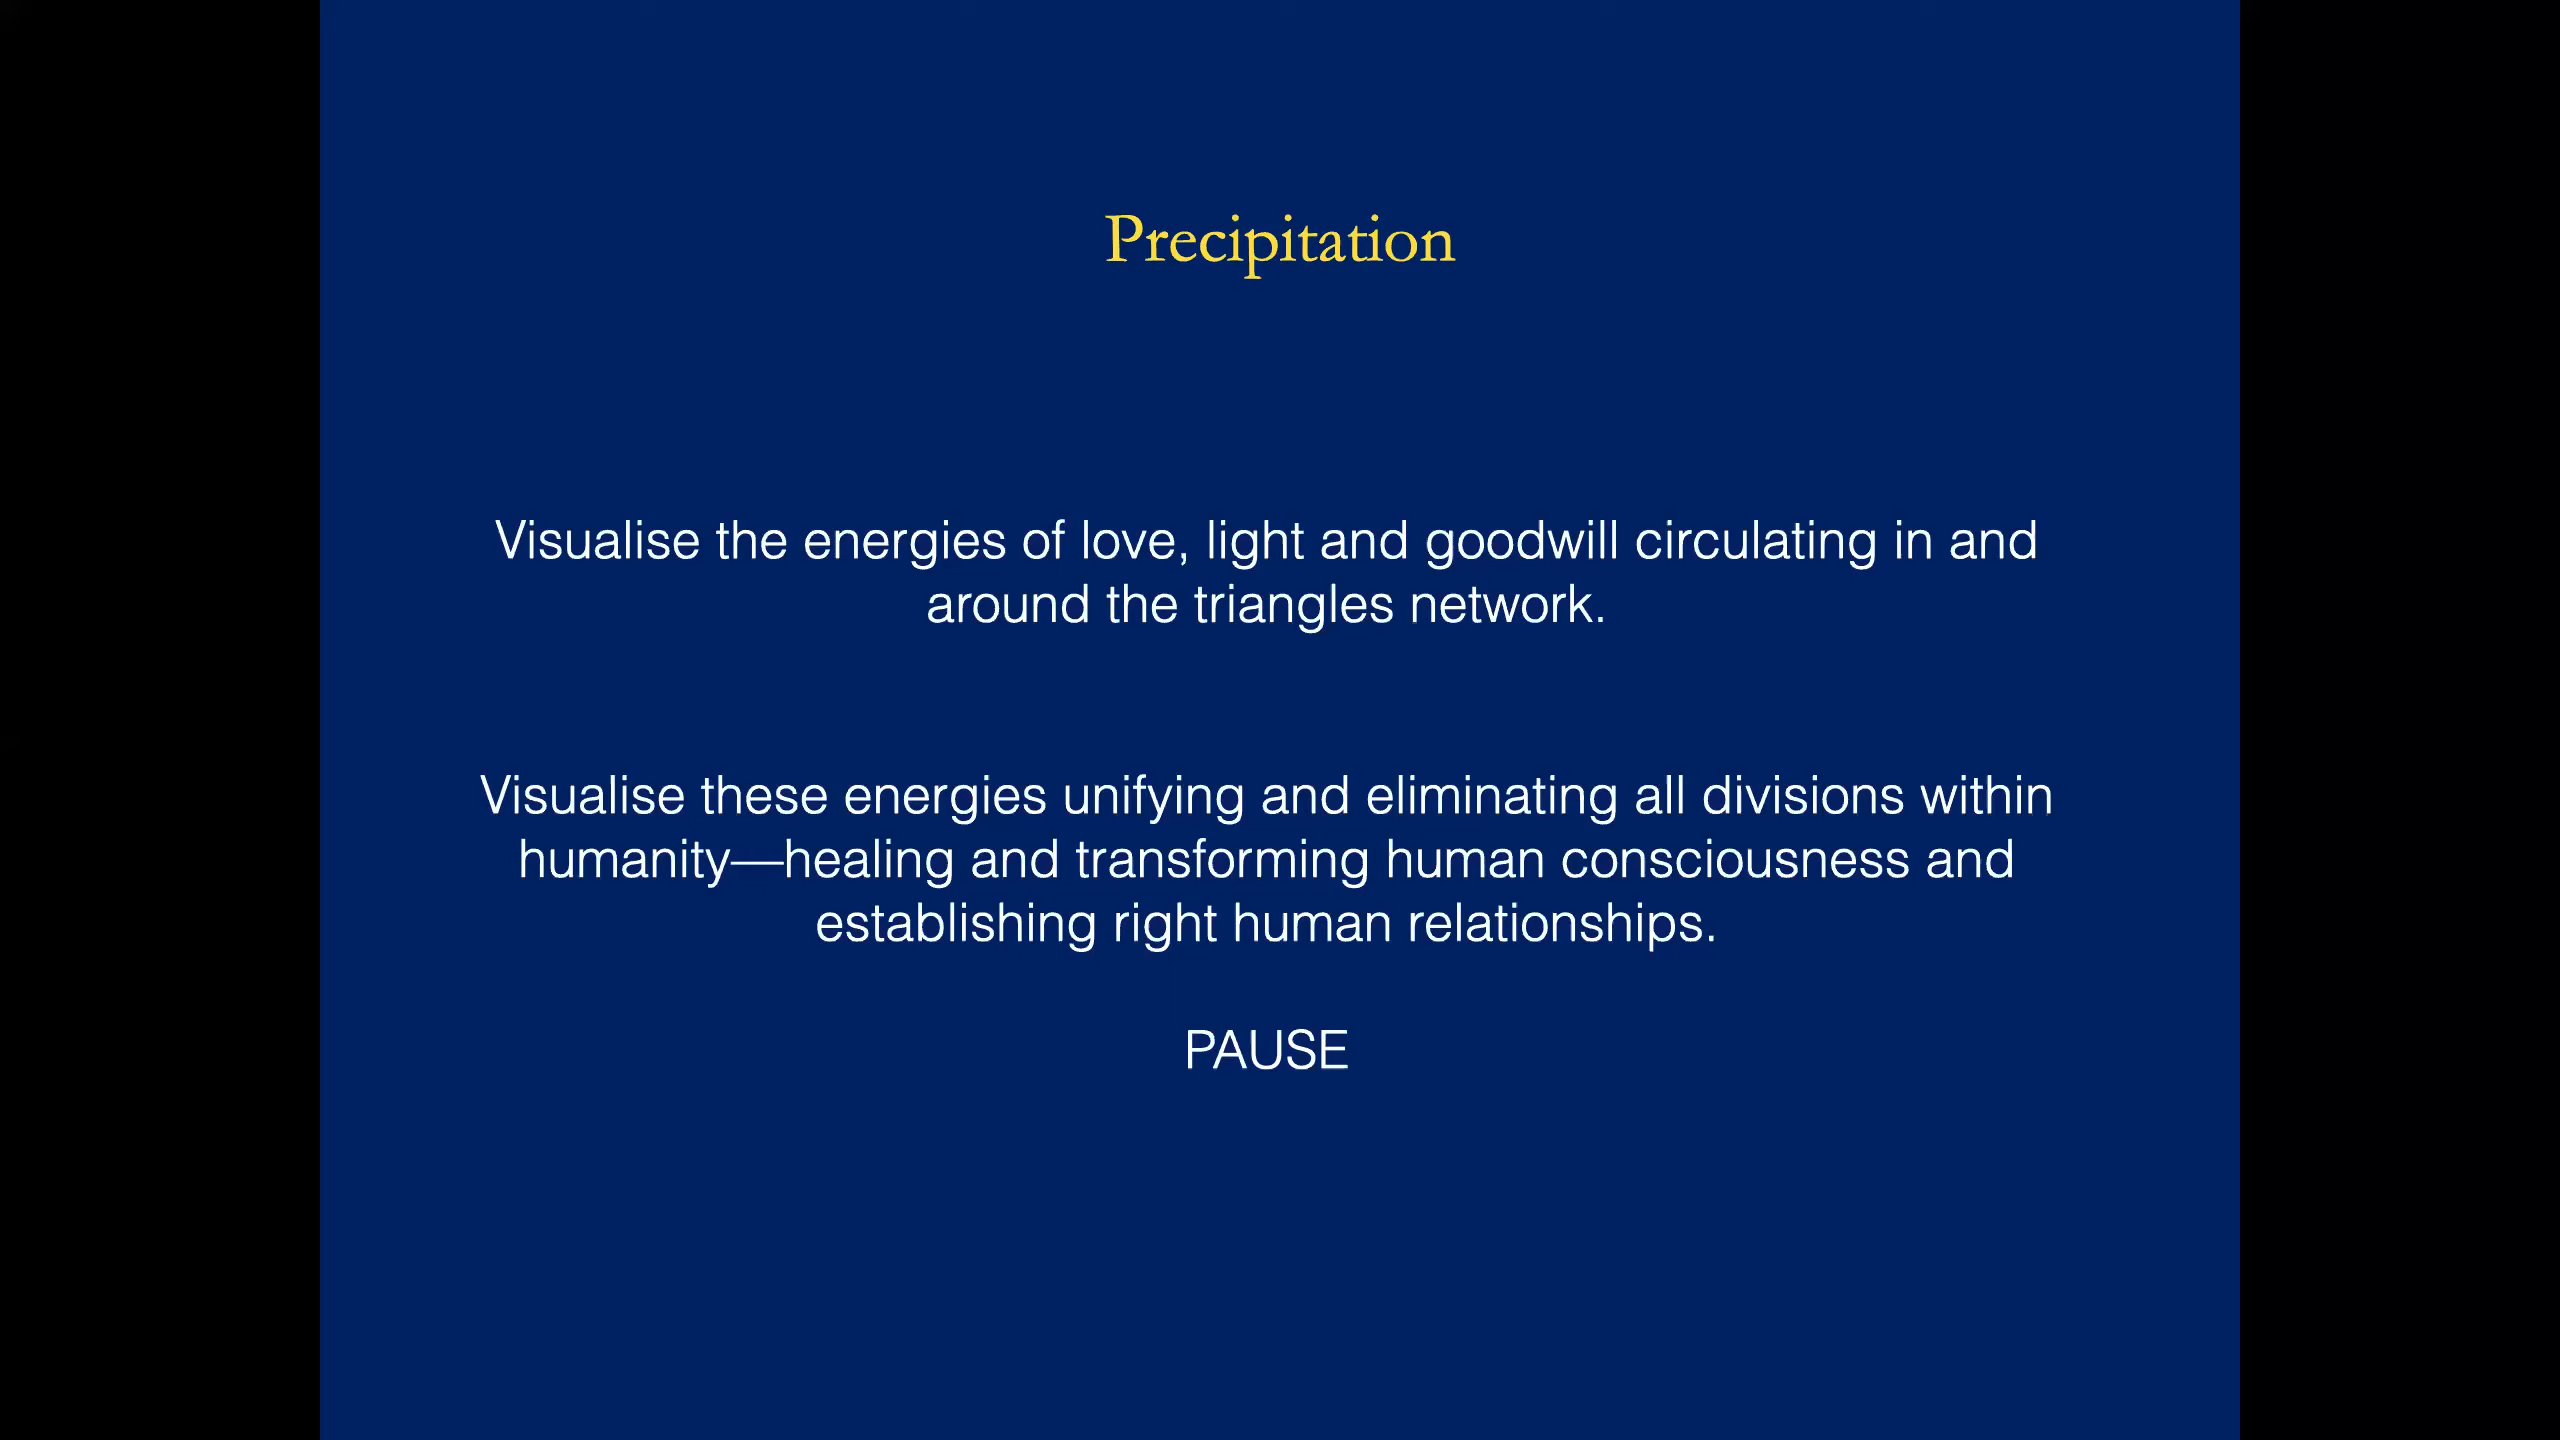 Precipitation
Visualise the energies of love, light and goodwill circulating in and
around the triangles network.
Visualise these energies unifying and eliminating all divisions within
humanity—healing and transforming human consciousness and
establishing right human relationships.
PAUSE